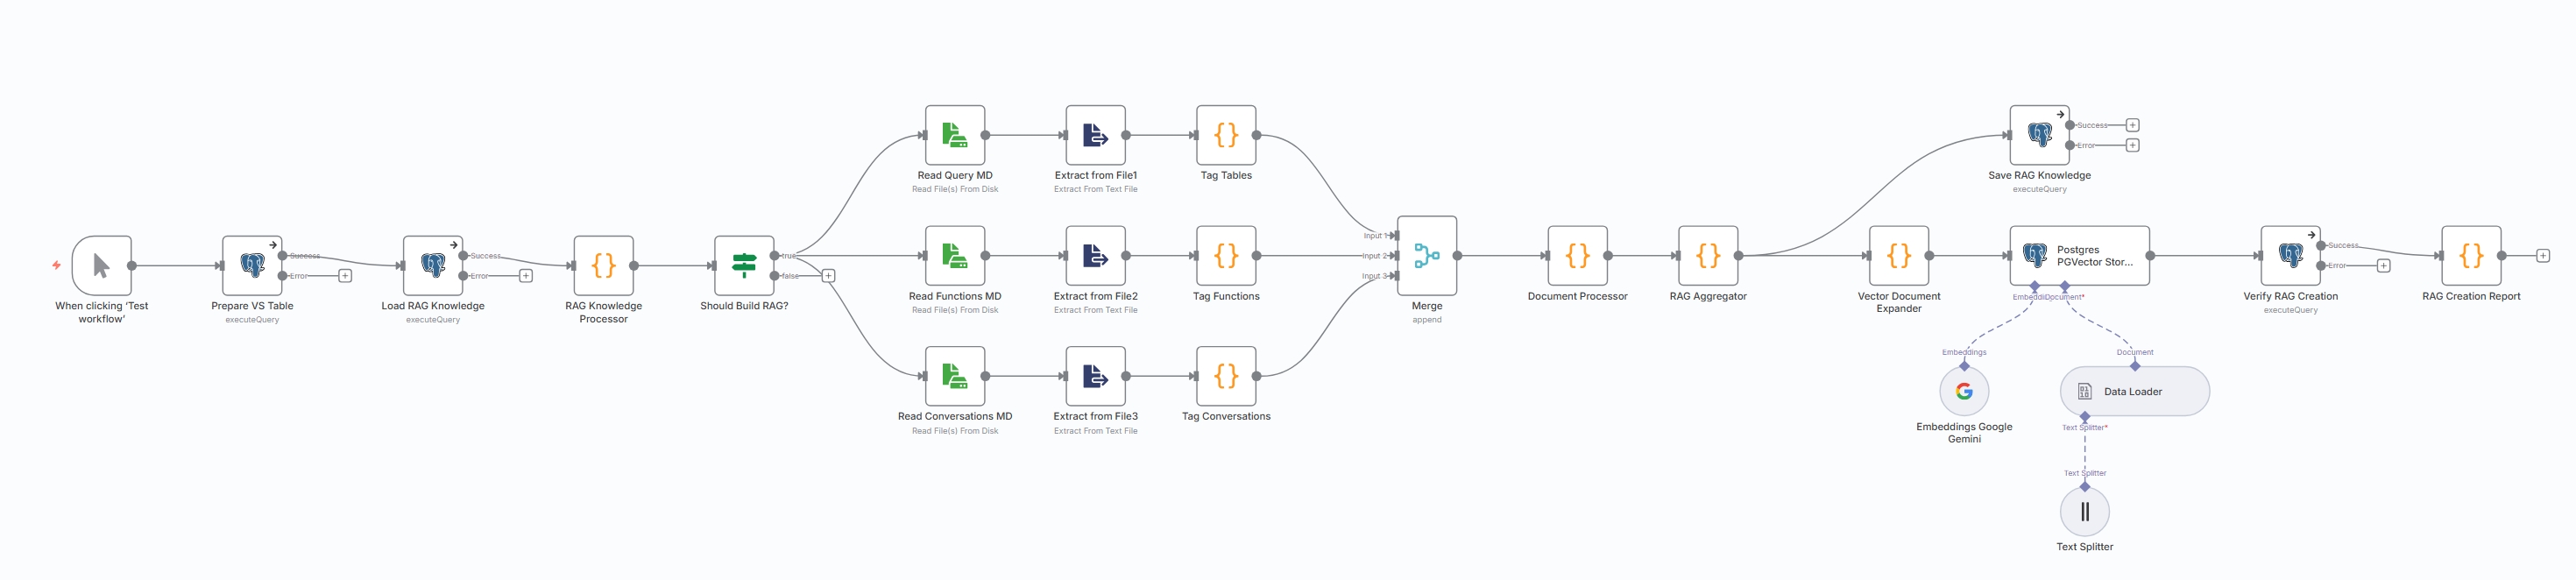 When clicking ‘Test
workflow’
Success
Error
Prepare VS Table
executeQuery
Success
Error
Load RAG Knowledge
executeQuery
RAG Knowledge
Processor
true
false
Should Build RAG?
Read Query MD
Read File(s) From Disk
Extract from File1
Extract From Text File
Tag Tables
Read Functions MD
Read File(s) From Disk
Extract from File2
Extract From Text File
Tag Functions
Read Conversations MD
Read File(s) From Disk
Extract from File3
Extract From Text File
Tag Conversations
Input 1
Input 2
Input 3
Merge
append
Document Processor
RAG Aggregator
Success
Error
Save RAG Knowledge
executeQuery
Vector Document
Expander
Postgres
PGVector Stor...
Document*
Embeddings
Embeddings Google
Gemini
Document
Data Loader
Text Splitter*
Text Splitter
Text Splitter
Success
Error
Verify RAG Creation
executeQuery
RAG Creation Report